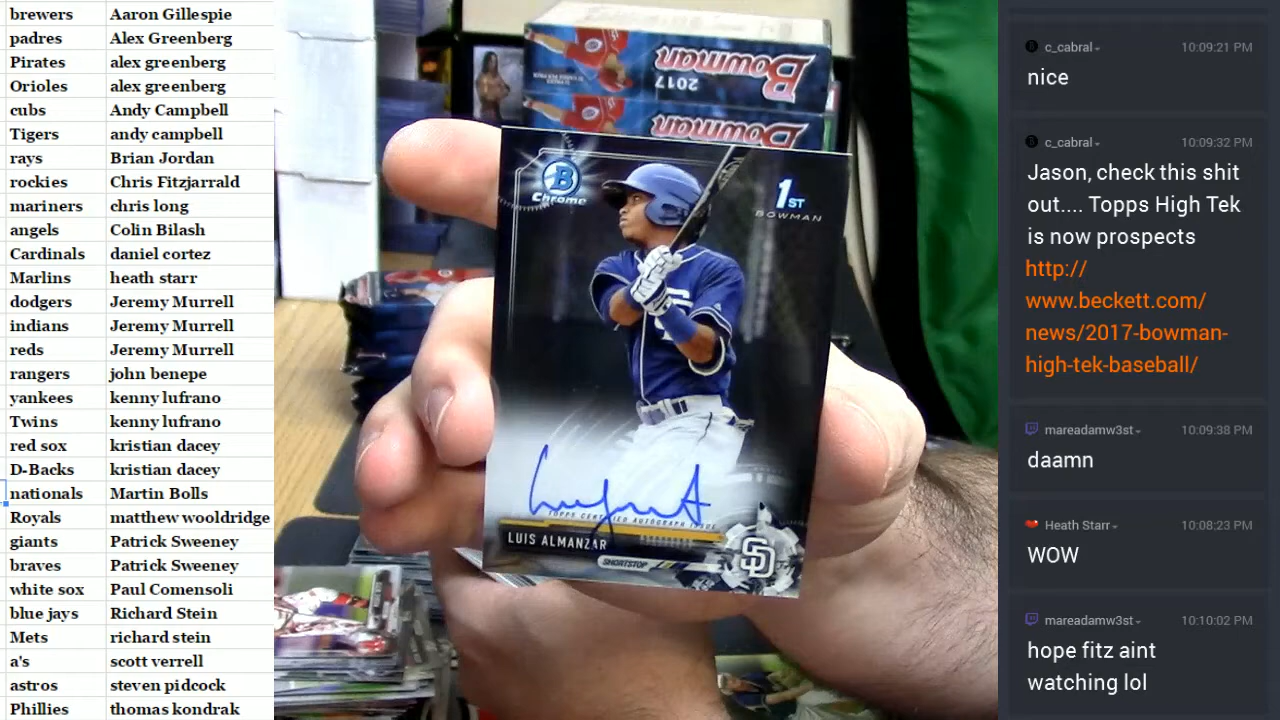 brewers Aaron Gillespie
padres Alex Greenberg
Pirates alex greenberg
Orioles alex greenberg
cubs Andy Campbell
Tigers andy campbell
rays Brian Jordan
rockies Chris Fitzjarrald
mariners chris long
angels Colin Bilash
Cardinals daniel cortez
Marlins heath starr
dodgers Jeremy Murrell
indians Jeremy Murrell
reds Jeremy Murrell
rangers john benepe
yankees kenny lufrano
Twins kenny lufrano
red sox kristian dacey
D-Backs kristian dacey
nationals Martin Bolls
Royals matthew wooldridge
giants Patrick Sweeney
braves Patrick Sweeney
white sox Paul Comensoli
blue jays Richard Stein
Mets richard stein
a's scott verrell
astros steven pidcock
Phillies thomas kondrak
2017 Bowman
Bowman
B
Chrome
1ST
BOWMAN
TOPPS CERTIFIED AUTOGRAPH ISSUE
LUIS ALMANZAR
SHORTSTOP
SD
c_cabral 10:09:21 PM
nice
c_cabral 10:09:32 PM
Jason, check this shit
out.... Topps High Tek
is now prospects
http://
www.beckett.com/
news/2017-bowman-
high-tek-baseball/
mareadamw3st 10:09:38 PM
daamn
Heath Starr 10:08:23 PM
WOW
mareadamw3st 10:10:02 PM
hope fitz aint
watching lol